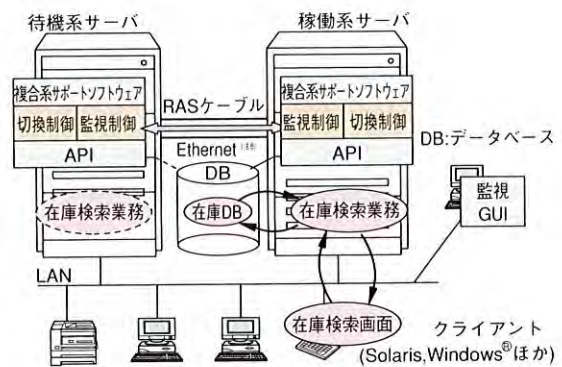 待機系サーバ
稼働系サーバ
複合系サポートソフトウェア
切換制御
監視制御
API
RASケーブル
Ethernet
複合系サポートソフトウェア
監視制御
切換制御
API
DB:データベース
DB
在庫DB
在庫検索業務
在庫検索業務
監視
GUI
LAN
在庫検索画面
クライアント
(Solaris,Windows®ほか)